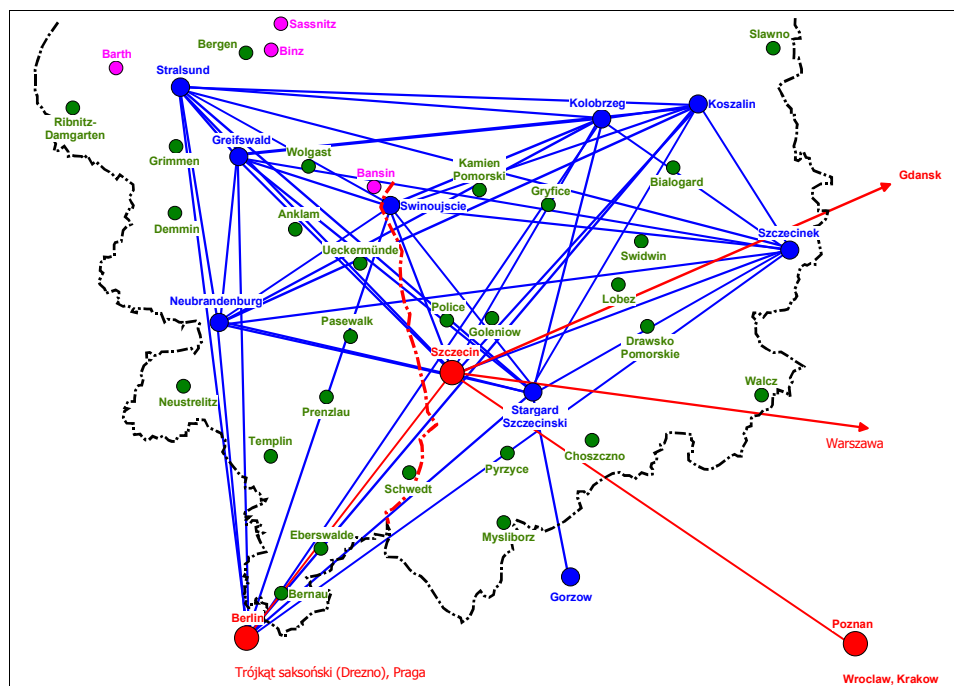 Sassnitz
Slawno
Bergen
Binz
Barth
Stralsund
Kolobrzeg
Koszalin
Ribnitz-
Damgarten
Greifswald
Grimmen
Wolgast
Kamien
Pomorski
Bialogard
Bansin
Gryfice
Gdansk
Swinoujscie
Demmin
Anklam
Szczecinek
Ueckermünde
Swidwin
Neubrandenburg
Lobez
Pasewalk
Police
Goleniow
Drawsko
Pomorskie
Szczecin
Neustrelitz
Walcz
Prenzlau
Stargard
Szczecinski
Templin
Warszawa
Choszczno
Pyrzyce
Schwedt
Eberswalde
Mysliborz
Bernau
Gorzow
Berlin
Poznan
Trójkąt saksoński (Drezno), Praga
Wroclaw, Krakow